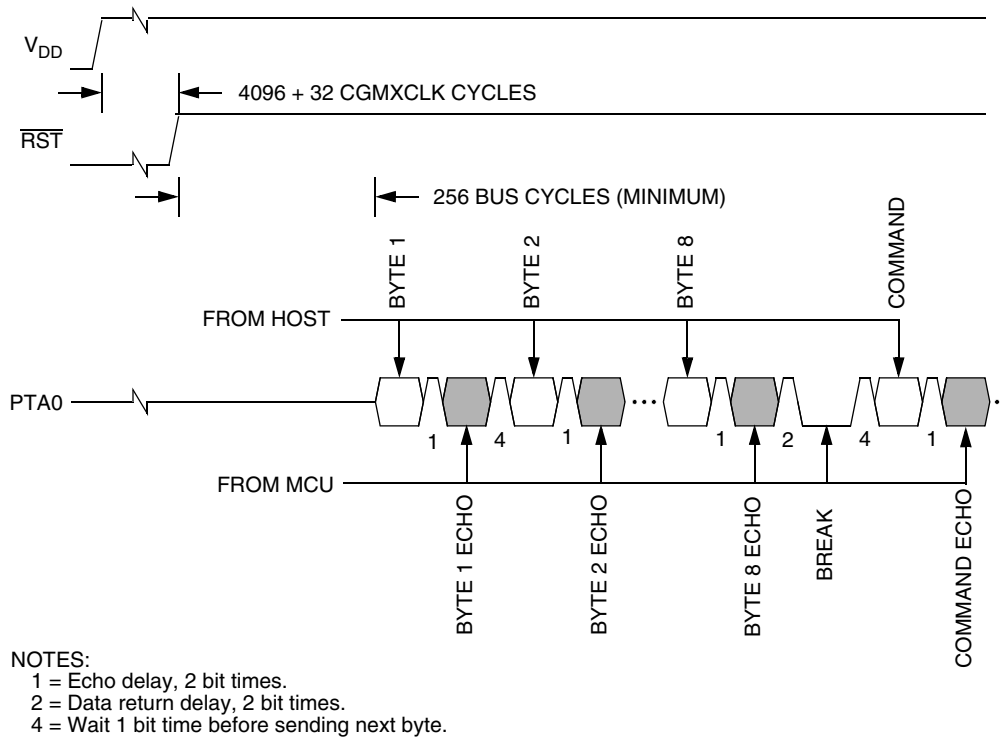 VDD
4096 + 32 CGMXCLK CYCLES
RST
256 BUS CYCLES (MINIMUM)
BYTE 1
BYTE 2
BYTE 8
COMMAND
FROM HOST
PTA0
1
4
1
1
2
4
1
FROM MCU
BYTE 1 ECHO
BYTE 2 ECHO
BYTE 8 ECHO
BREAK
COMMAND ECHO
NOTES:
1 = Echo delay, 2 bit times.
2 = Data return delay, 2 bit times.
4 = Wait 1 bit time before sending next byte.